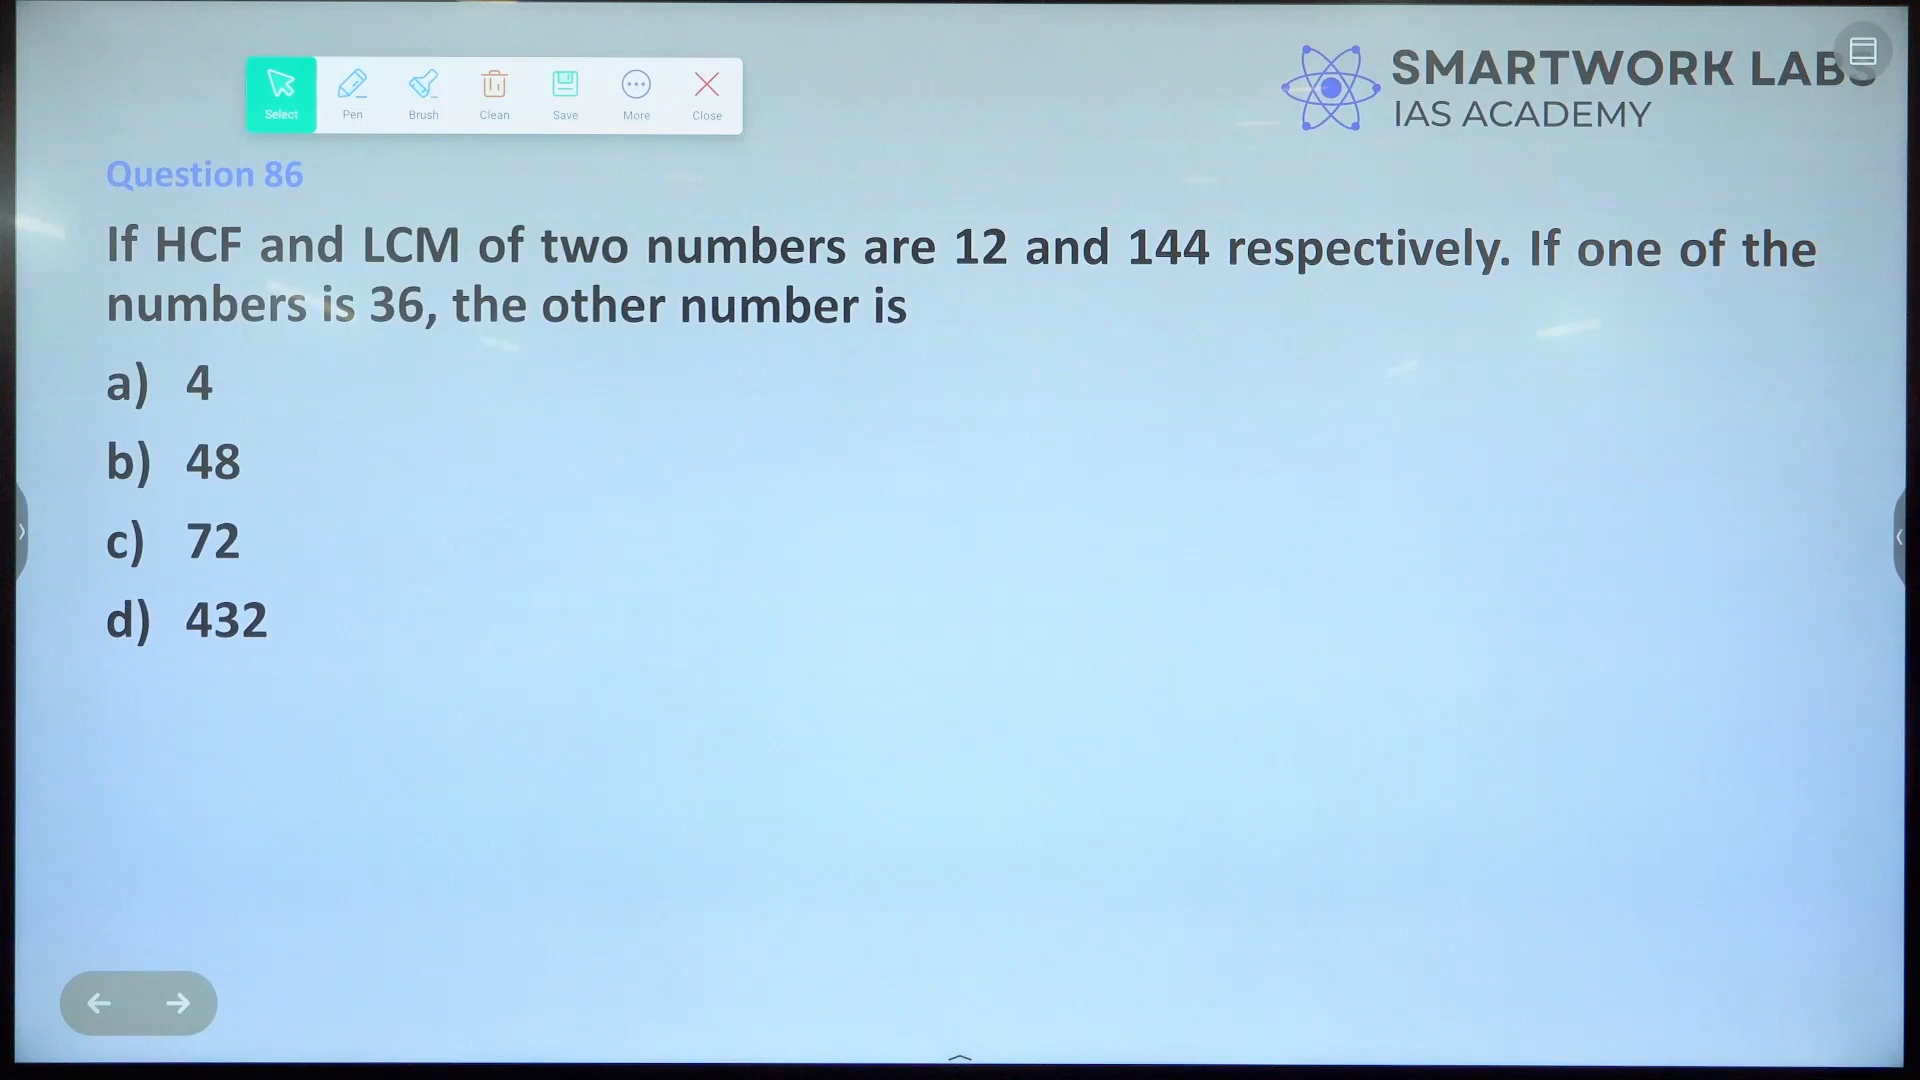 Select
Pen
Brush
Clean
Save
More
Close
SMARTWORK LABS
IAS ACADEMY
Question 86
If HCF and LCM of two numbers are 12 and 144 respectively. If one of the
numbers is 36, the other number is
a) 4
b) 48
c) 72
d) 432